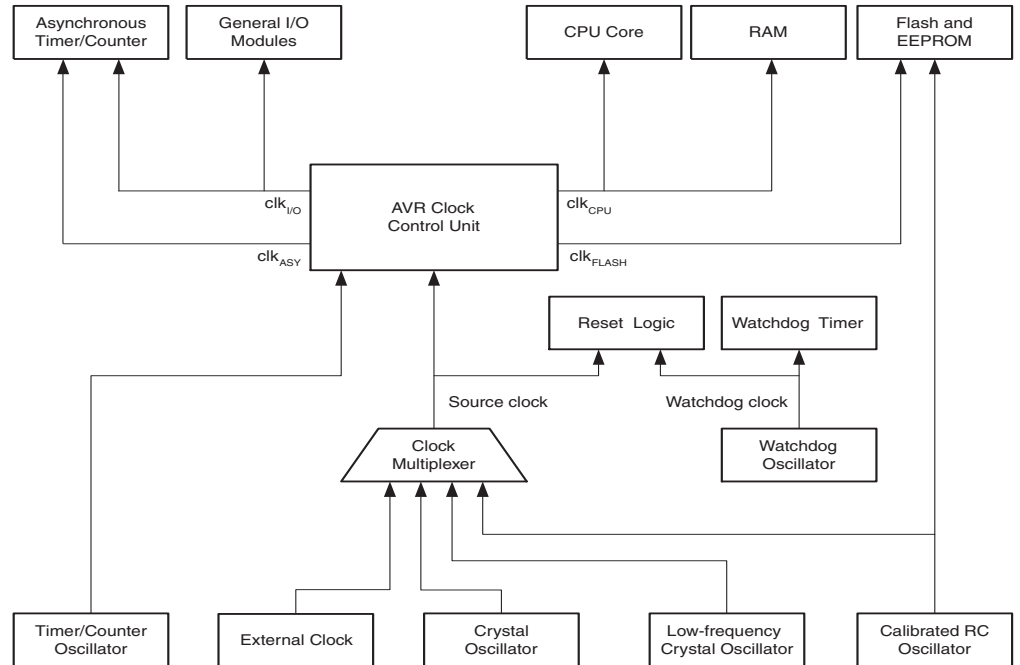 Asynchronous
Timer/Counter
General I/O
Modules
CPU Core
RAM
Flash and
EEPROM
clkI/O
AVR Clock
Control Unit
clkCPU
clkASY
clkFLASH
Reset Logic
Watchdog Timer
Source clock
Watchdog clock
Clock
Multiplexer
Watchdog
Oscillator
Timer/Counter
Oscillator
External Clock
Crystal
Oscillator
Low-frequency
Crystal Oscillator
Calibrated RC
Oscillator